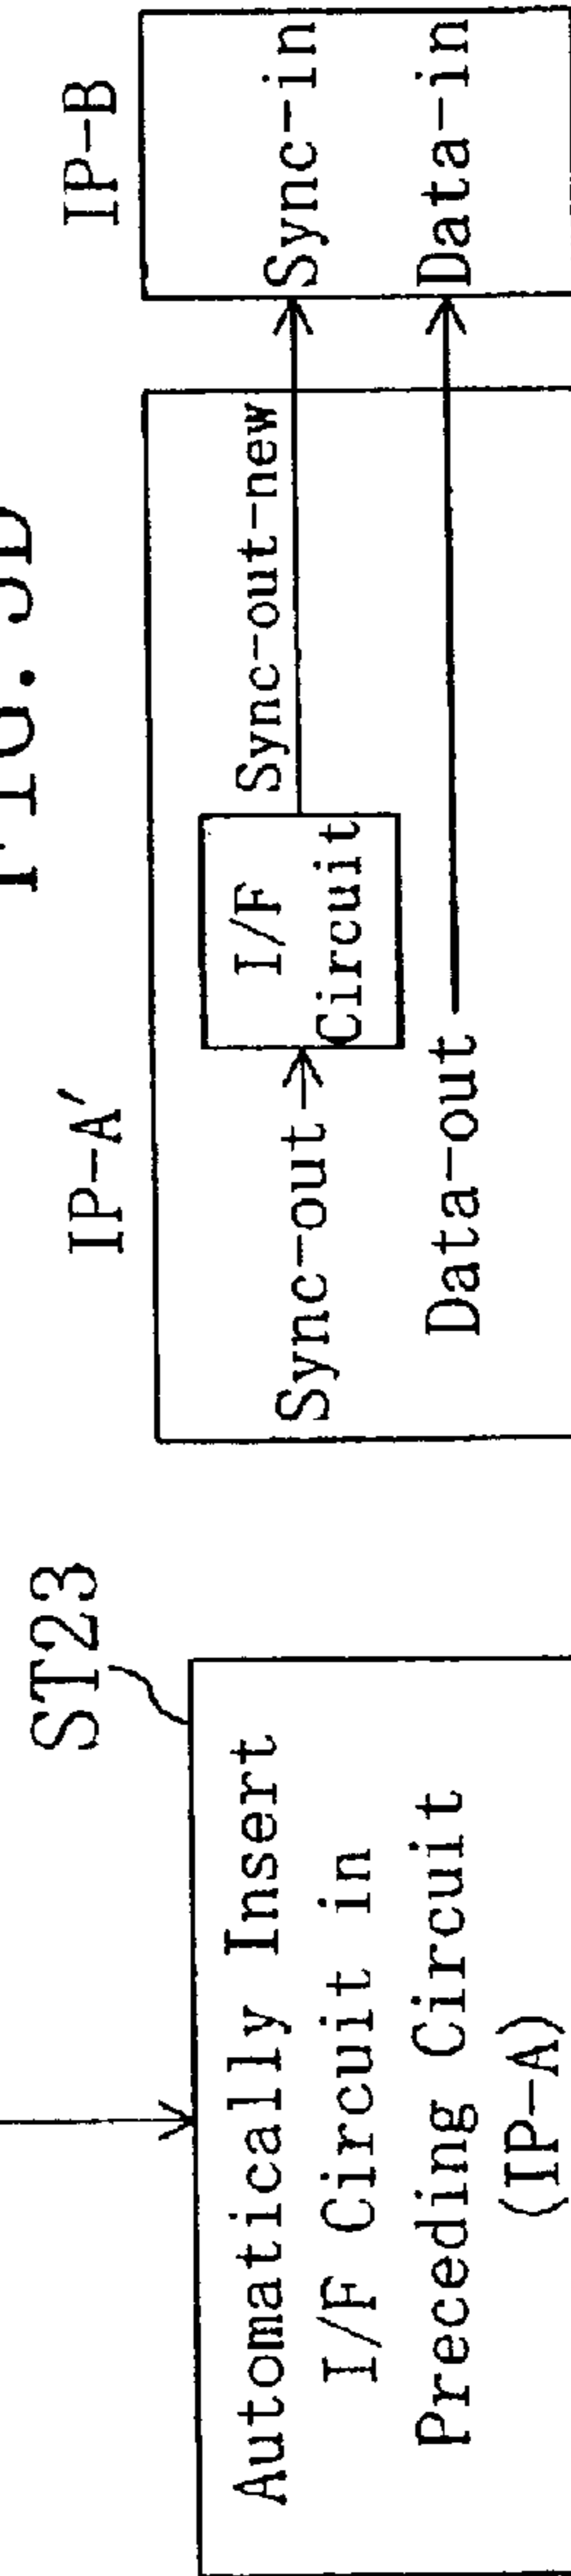 FIG.
ST23
Automatically Insert
I/F Circuit in
Preceding Circuit
(IP-A)
IP-A′
Sync-out
I/F
Circuit
Sync-out-new
Data-out
IP-B
Sync-in
Data-in